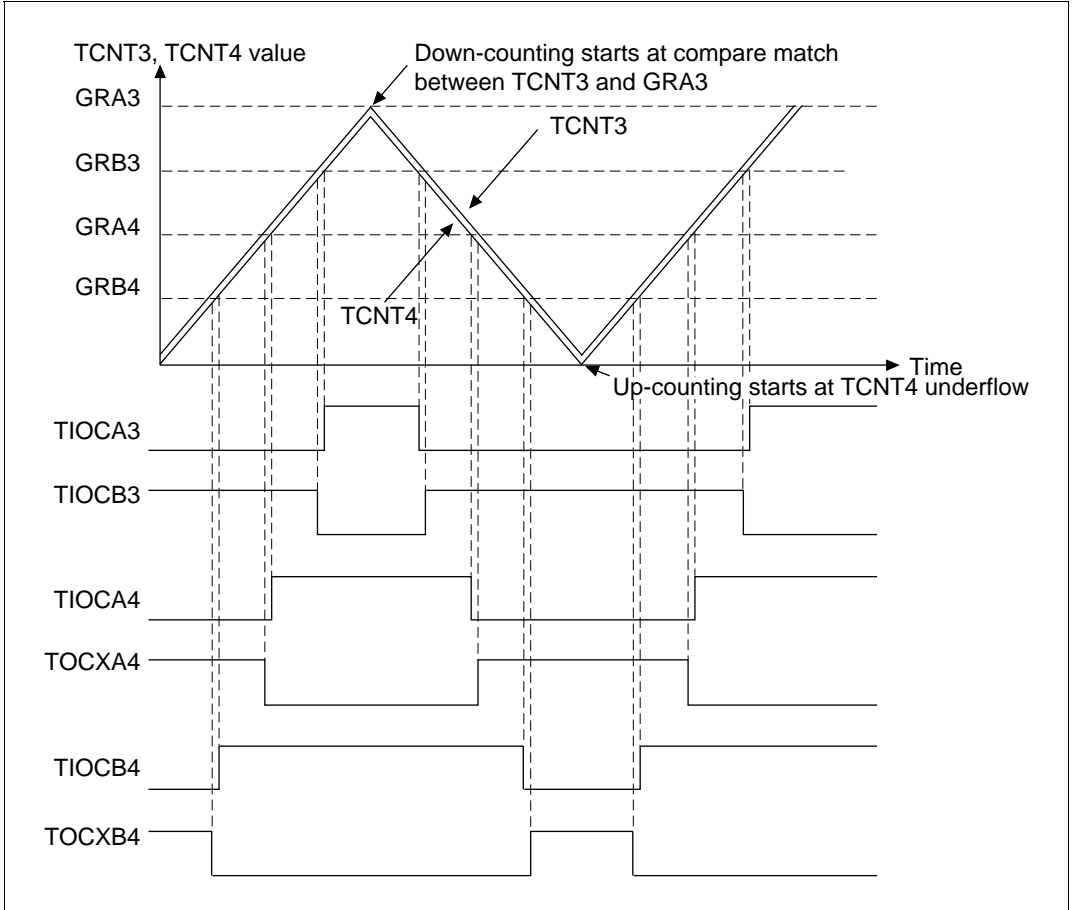 TCNT3, TCNT4 value
Down-counting starts at compare match
between TCNT3 and GRA3
GRA3
TCNT3
GRB3
GRA4
GRB4
TCNT4
Time
Up-counting starts at TCNT4 underflow
TIOCA3
TIOCB3
TIOCA4
TOCXA4
TIOCB4
TOCXB4